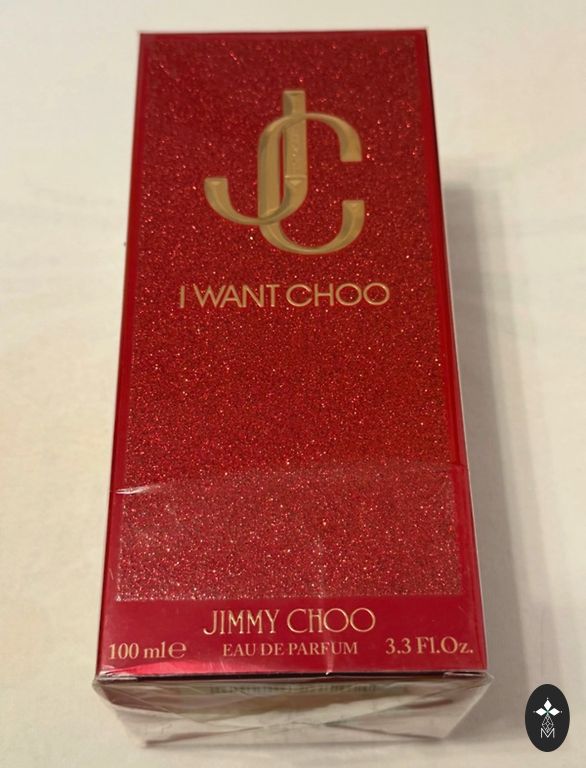 JC
I WANT CHOO
JIMMY CHOO
100 ml ℮ EAU DE PARFUM 3.3 Fl.Oz.
M